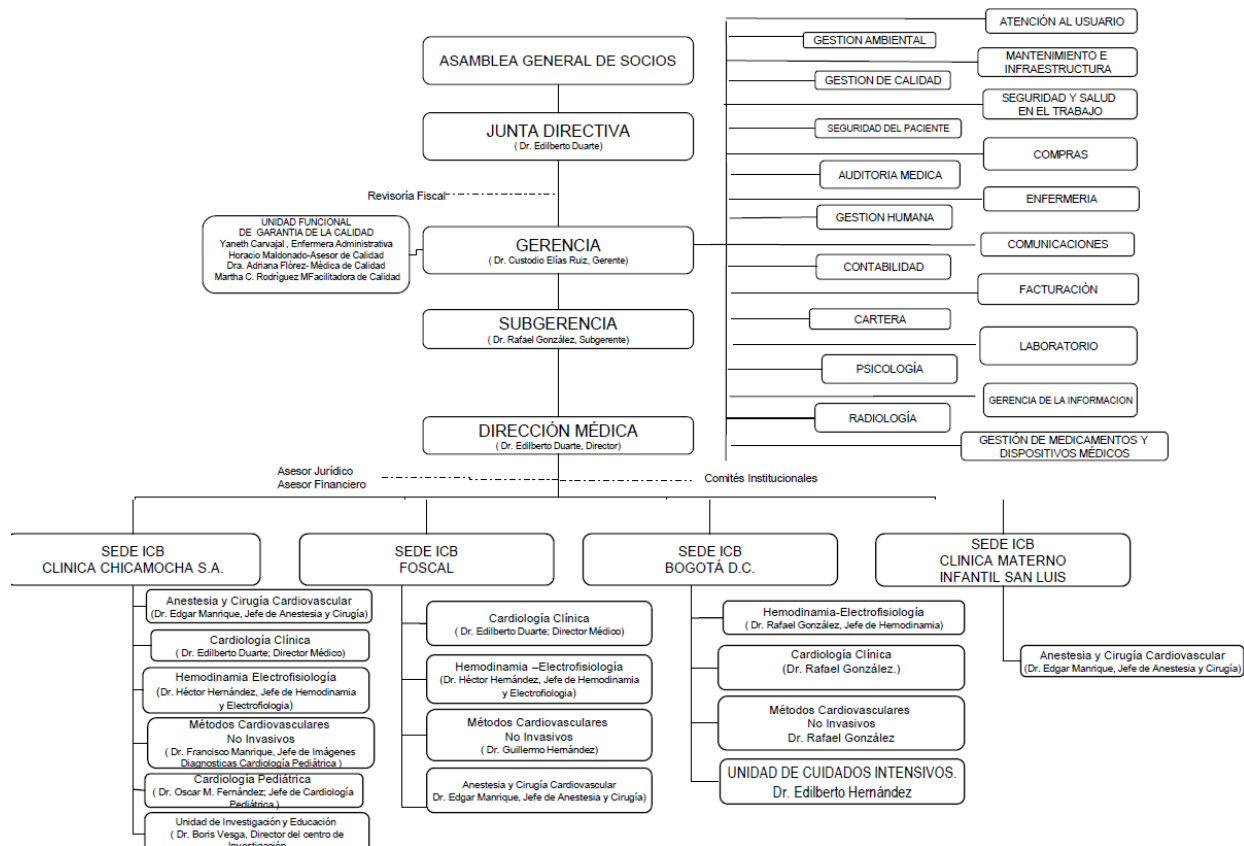 ASAMBLEA GENERAL DE SOCIOS
JUNTA DIRECTIVA
( Dr. Edilberto Duarte)
Revisoría Fiscal
UNIDAD FUNCIONAL
DE GARANTIA DE LA CALIDAD
Yaneth Carvajal , Enfermera Administrativa
Horacio Maldonado-Asesor de Calidad
Dra. Adriana Flórez- Médica de Calidad
Martha C. Rodríguez MFacilitadora de Calidad
GERENCIA
( Dr. Custodio Elías Ruiz, Gerente)
SUBGERENCIA
( Dr. Rafael González, Subgerente)
DIRECCIÓN MÉDICA
( Dr. Edilberto Duarte, Director)
Asesor Jurídico
Asesor Financiero
Comités Institucionales
ATENCIÓN AL USUARIO
GESTION AMBIENTAL
MANTENIMIENTO E
INFRAESTRUCTURA
GESTION DE CALIDAD
SEGURIDAD Y SALUD
EN EL TRABAJO
SEGURIDAD DEL PACIENTE
COMPRAS
AUDITORIA MEDICA
ENFERMERIA
GESTION HUMANA
COMUNICACIONES
CONTABILIDAD
FACTURACIÓN
CARTERA
LABORATORIO
PSICOLOGÍA
GERENCIA DE LA INFORMACION
RADIOLOGÍA
GESTIÓN DE MEDICAMENTOS Y
DISPOSITIVOS MÉDICOS
SEDE ICB
CLINICA CHICAMOCHA S.A.
Anestesia y Cirugía Cardiovascular
(Dr. Edgar Manrique, Jefe de Anestesia y Cirugía)
Cardiología Clínica
( Dr. Edilberto Duarte; Director Médico)
Hemodinamia Electrofisiología
(Dr. Héctor Hernández, Jefe de Hemodinamia
y Electrofiologia)
Métodos Cardiovasculares
No Invasivos
( Dr. Francisco Manrique, Jefe de Imágenes
Diagnosticas Cardiología Pediátrica )
Cardiología Pediátrica
( Dr. Oscar M. Fernández; Jefe de Cardiología
Pediátrica )
Unidad de Investigación y Educación
( Dr. Boris Vesga, Director del centro de
Investigación
SEDE ICB
FOSCAL
Cardiología Clínica
( Dr. Edilberto Duarte; Director Médico)
Hemodinamia –Electrofisiología
(Dr. Héctor Hernández, Jefe de Hemodinamia
y Electrofiologia)
Métodos Cardiovasculares
No Invasivos
( Dr. Guillermo Hernández)
Anestesia y Cirugía Cardiovascular
Dr. Edgar Manrique, Jefe de Anestesia y Cirugía)
SEDE ICB
BOGOTÁ D.C.
Hemodinamia-Electrofisiología
( Dr. Rafael González, Jefe de Hemodinamia)
Cardiología Clínica
(Dr. Rafael González.)
Métodos Cardiovasculares
No Invasivos
Dr. Rafael González
UNIDAD DE CUIDADOS INTENSIVOS.
Dr. Edilberto Hernández
SEDE ICB
CLINICA MATERNO
INFANTIL SAN LUIS
Anestesia y Cirugía Cardiovascular
(Dr. Edgar Manrique, Jefe de Anestesia y Cirugía)